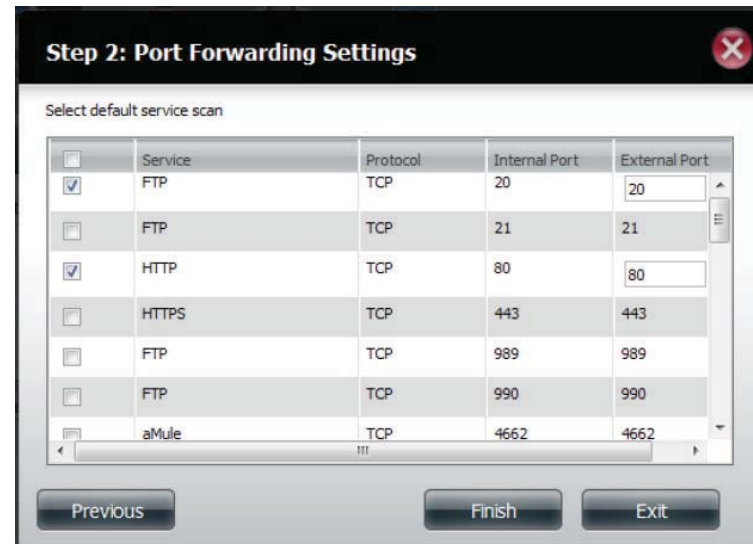 Step 2: Port Forwarding Settings
Select default service scan
Service Protocol Internal Port External Port
FTP TCP 20 20
FTP TCP 21 21
HTTP TCP 80 80
HTTPS TCP 443 443
FTP TCP 989 989
FTP TCP 990 990
aMule TCP 4662 4662
Previous Finish Exit